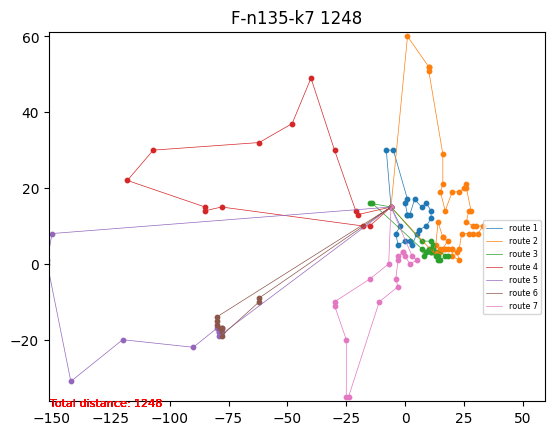 F-n135-k7 1248
60
40
20
0
−20
−150
−125
−100
−75
−50
−25
0
25
50
route 1
route 2
route 3
route 4
route 5
route 6
route 7
Total distance: 1248